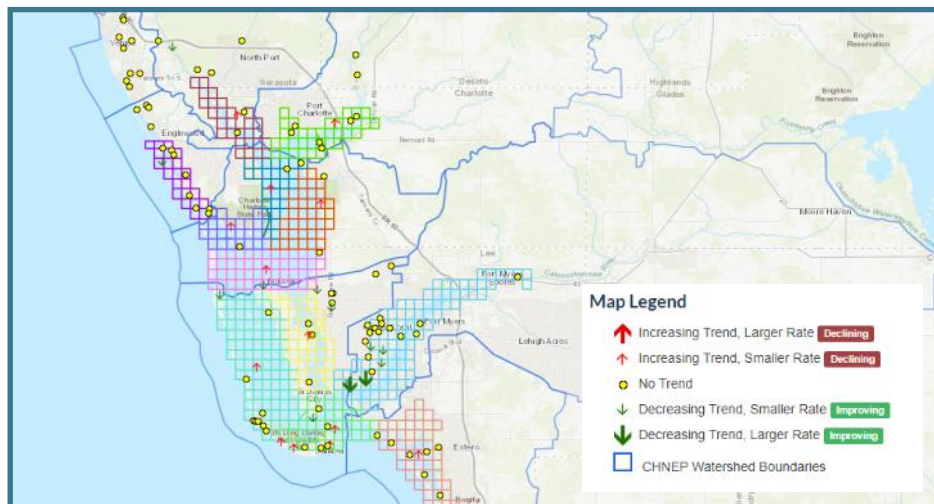 Brighton
Reservation
Brighton
Reservation
North Port
Sarasota
Desoto
Charlotte
Highlands
Glades
Port
Charlotte
Englewood
Moore Haven
Lee
Fort Myers
Shores
Fort Myers
Lehigh Acres
Estero
Map Legend
Increasing Trend, Larger Rate Declining
Increasing Trend, Smaller Rate Declining
No Trend
Decreasing Trend, Smaller Rate Improving
Decreasing Trend, Larger Rate Improving
CHNEP Watershed Boundaries